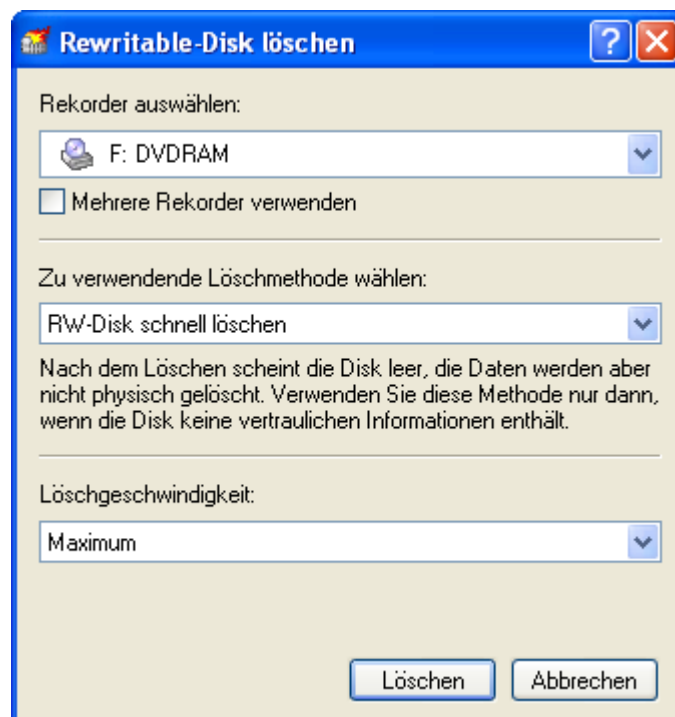 Rewritable-Disk löschen
Rekorder auswählen:
F: DVDRAM
Mehrere Rekorder verwenden
Zu verwendende Löschmethode wählen:
RW-Disk schnell löschen
Nach dem Löschen scheint die Disk leer, die Daten werden aber
nicht physisch gelöscht. Verwenden Sie diese Methode nur dann,
wenn die Disk keine vertraulichen Informationen enthält.
Löschgeschwindigkeit:
Maximum
Löschen Abbrechen